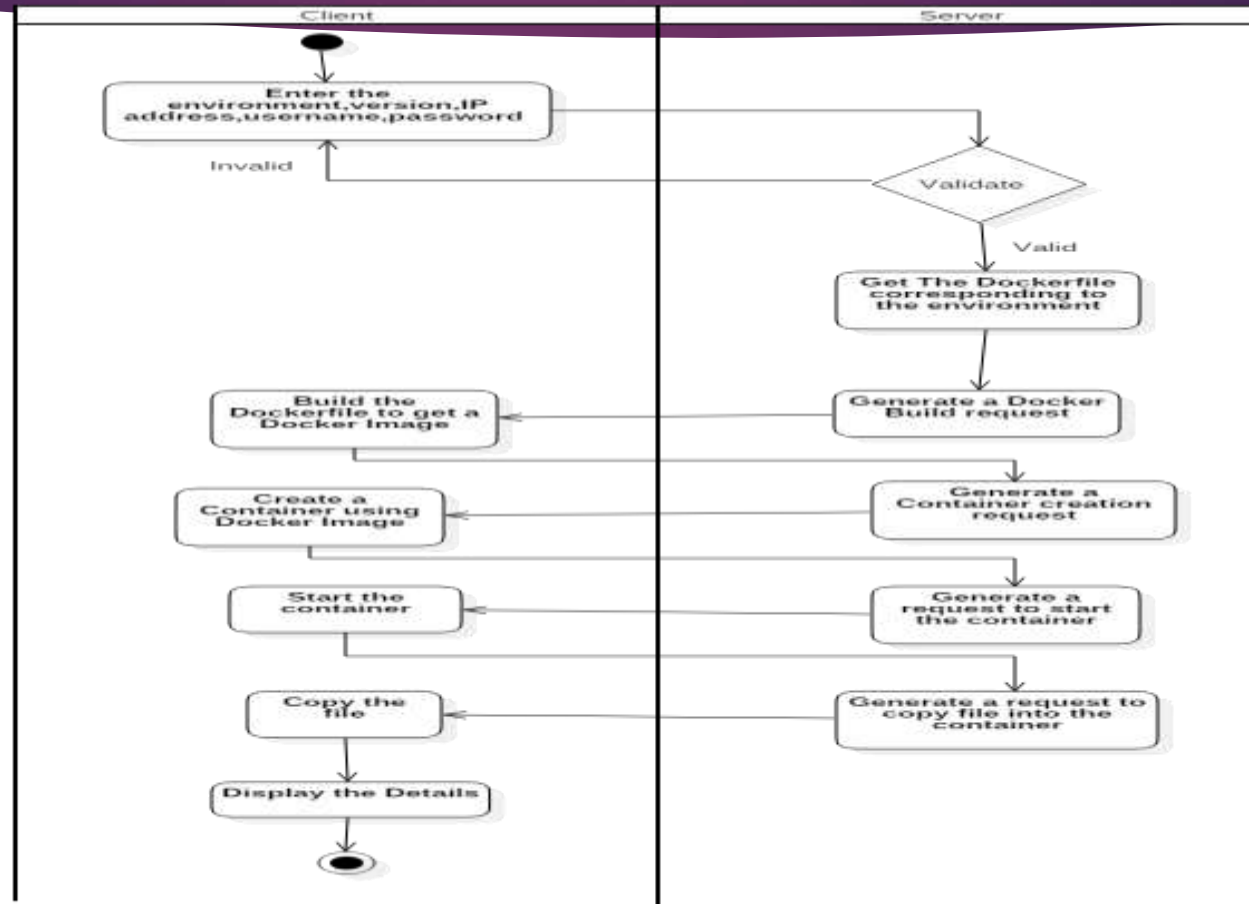 Client
Server
Enter the
environment,version,IP
address,username,password
Invalid
Validate
Valid
Get The Dockerfile
corresponding to
the environment
Build the
Dockerfile to get a
Docker Image
Generate a Docker
Build request
Create a
Container using
Docker Image
Generate a
Container creation
request
Start the
container
Generate a
request to start
the container
Copy the
file
Generate a request to
copy file into the
container
Display the Details